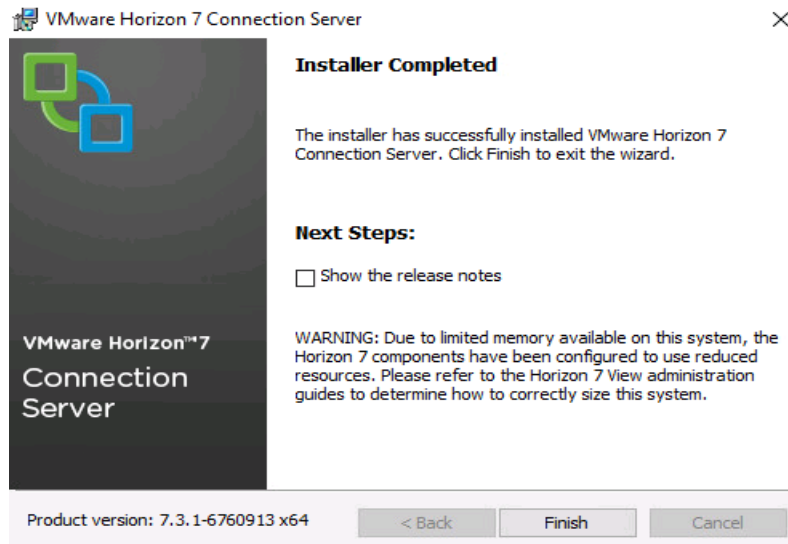 VMware Horizon 7 Connection Server
Installer Completed
The installer has successfully installed VMware Horizon 7
Connection Server. Click Finish to exit the wizard.
Next Steps:
Show the release notes
WARNING: Due to limited memory available on this system, the
Horizon 7 components have been configured to use reduced
resources. Please refer to the Horizon 7 View administration
guides to determine how to correctly size this system.
VMware Horizon™7
Connection
Server
Product version: 7.3.1-6760913 x64
< Back
Finish
Cancel